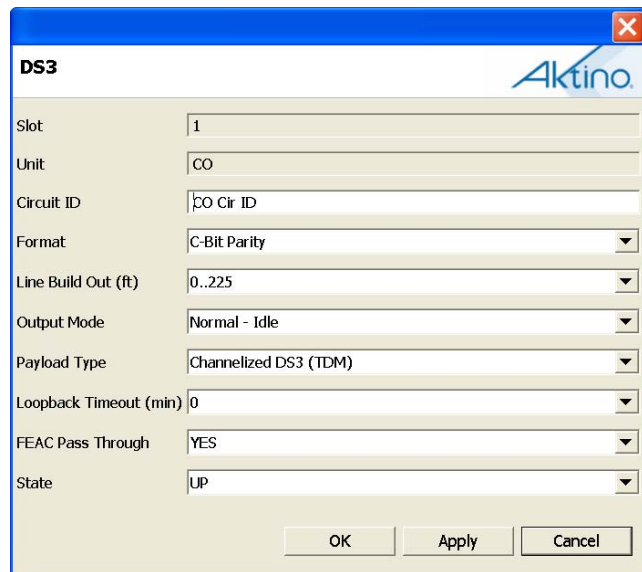 DS3
Aktino
Slot 1
Unit CO
Circuit ID CO Cir ID
Format C-Bit Parity
Line Build Out (ft) 0..225
Output Mode Normal - Idle
Payload Type Channelized DS3 (TDM)
Loopback Timeout (min) 0
FEAC Pass Through YES
State UP
OK Apply Cancel